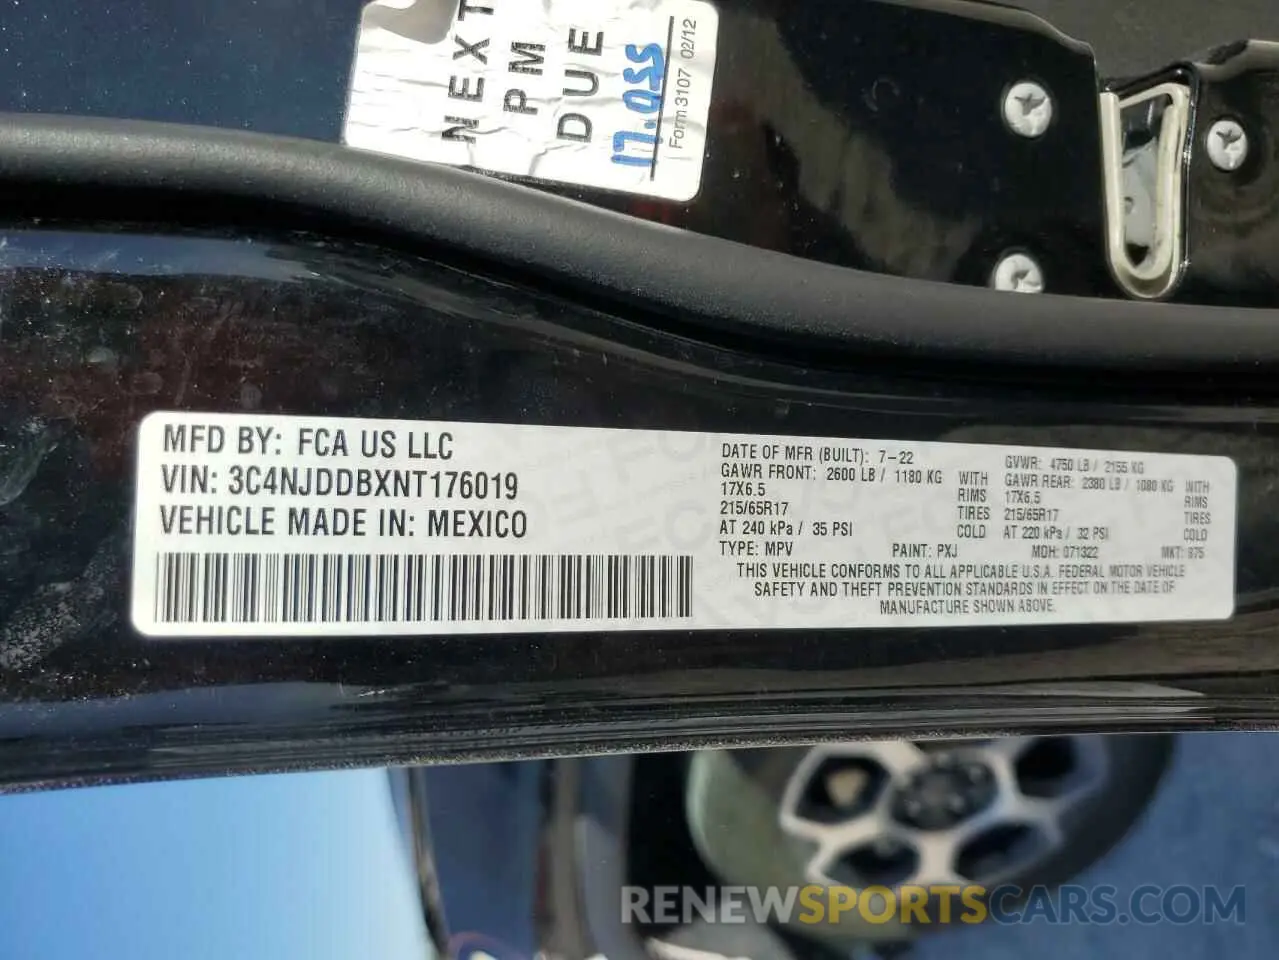 NEXT
PM
DUE
17.055
Form 3107 02/12
MFD BY: FCA US LLC
VIN: 3C4NJDDBXNT176019
VEHICLE MADE IN: MEXICO
DATE OF MFR (BUILT): 7-22 GVWR: 4750 LB / 2155 KG
GAWR FRONT: 2600 LB / 1180 KG WITH GAWR REAR: 2380 LB / 1080 KG WITH
17X6.5 RIMS 17X6.5 RIMS
215/65R17 TIRES 215/65R17 TIRES
AT 240 kPa / 35 PSI COLD AT 220 kPa / 32 PSI COLD
TYPE: MPV PAINT: PXJ MDH: 071322 MKT: 975
THIS VEHICLE CONFORMS TO ALL APPLICABLE U.S.A. FEDERAL MOTOR VEHICLE
SAFETY AND THEFT PREVENTION STANDARDS IN EFFECT ON THE DATE OF
MANUFACTURE SHOWN ABOVE.
RENEWSPORTSCARS.COM